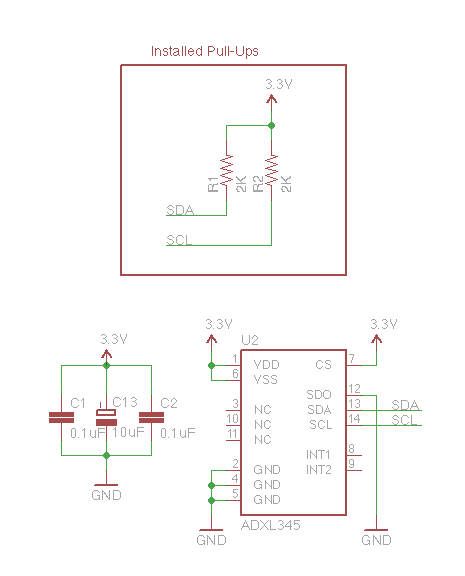 Installed Pull-Ups
3.3V
R1
2K
R2
2K
SDA
SCL
3.3V
3.3V
3.3V
U2
1
VDD
CS
7
6
VSS
SDO
12
3
NC
SDA
13
SDA
10
NC
SCL
14
SCL
11
NC
INT1
8
2
GND
INT2
9
4
GND
5
GND
C1
C13
C2
0.1uF
10uF
0.1uF
GND
GND
ADXL345
GND